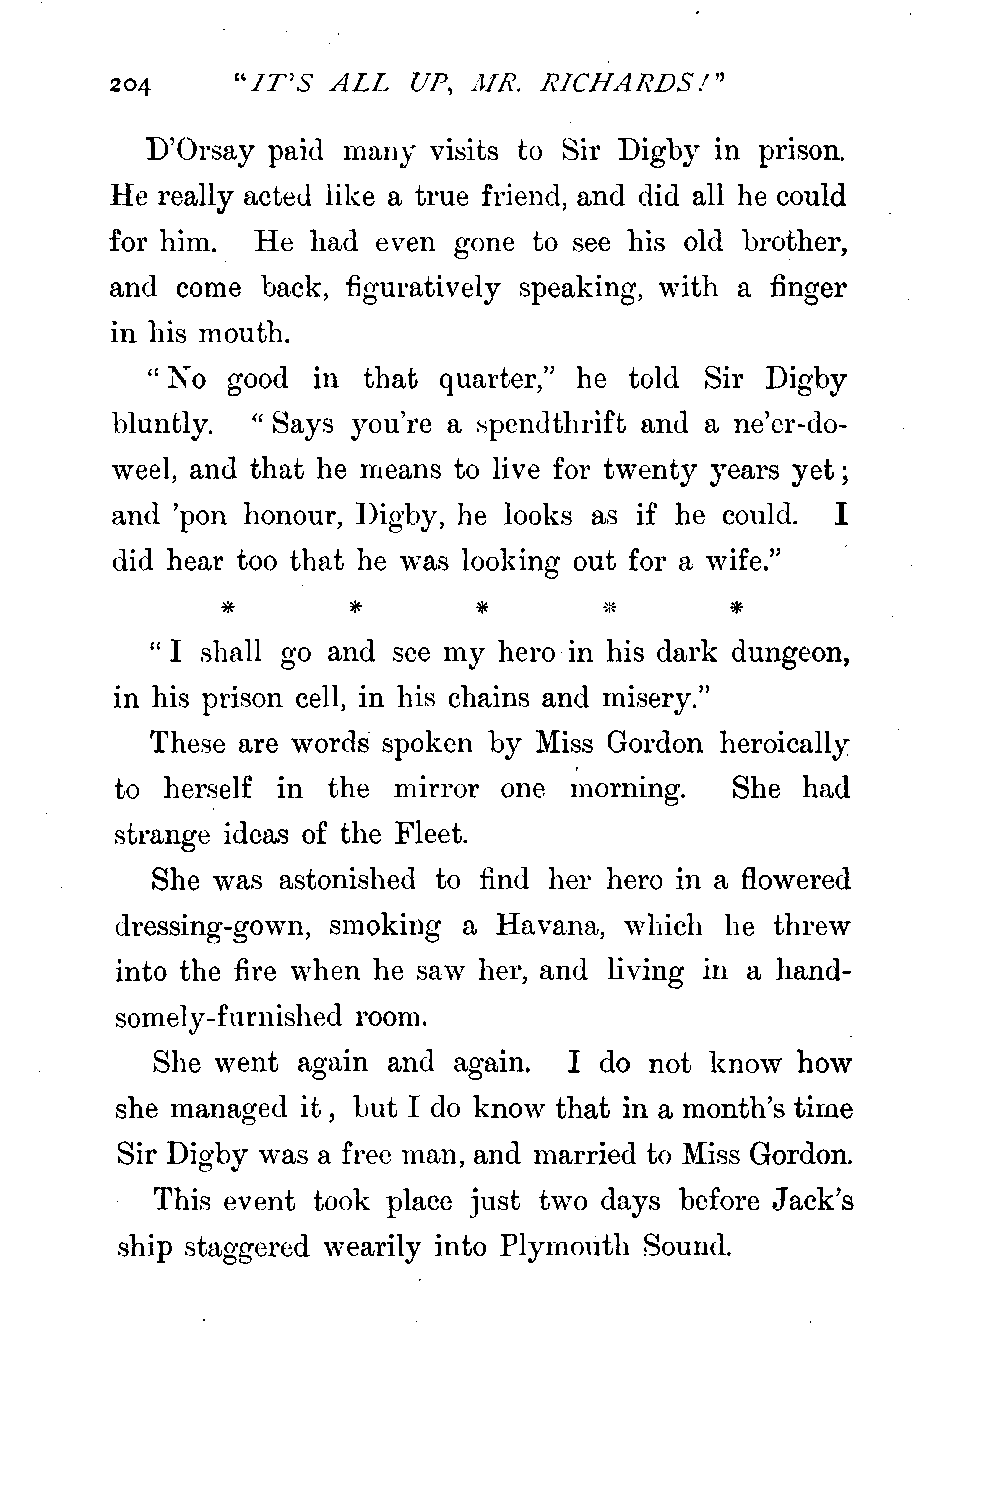 204 "IT'S ALL UP, MR. RICHARDS!"
D'Orsay paid many visits to Sir Digby in prison.
He really acted like a true friend, and did all he could
for him. He had even gone to see his old brother,
and come back, figuratively speaking, with a finger
in his mouth.
"No good in that quarter," he told Sir Digby
bluntly. "Says you're a spendthrift and a ne'er-do-
weel, and that he means to live for twenty years yet;
and 'pon honour, Digby, he looks as if he could. I
did hear too that he was looking out for a wife."
* * * * *
"I shall go and see my hero in his dark dungeon,
in his prison cell, in his chains and misery."
These are words spoken by Miss Gordon heroically
to herself in the mirror one morning. She had
strange ideas of the Fleet.
She was astonished to find her hero in a flowered
dressing-gown, smoking a Havana, which he threw
into the fire when he saw her, and living in a hand-
somely-furnished room.
She went again and again. I do not know how
she managed it, but I do know that in a month's time
Sir Digby was a free man, and married to Miss Gordon.
This event took place just two days before Jack's
ship staggered wearily into Plymouth Sound.